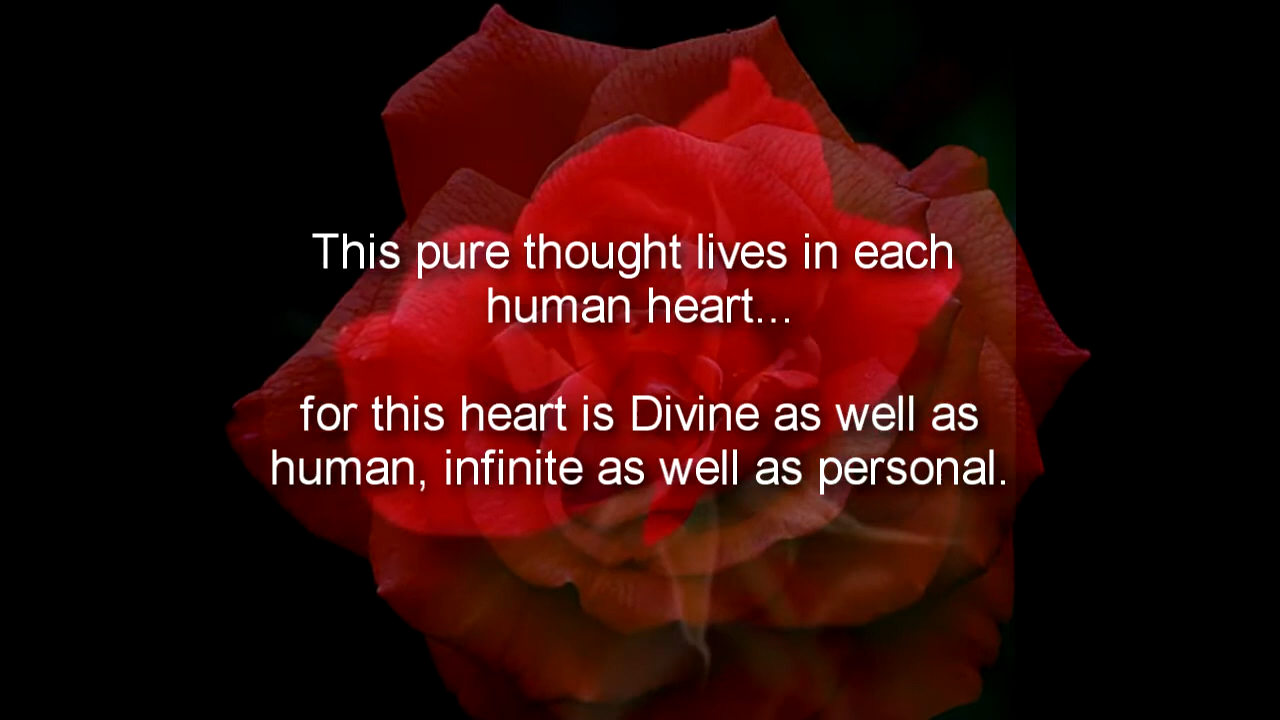 This pure thought lives in each
human heart...
for this heart is Divine as well as
human, infinite as well as personal.